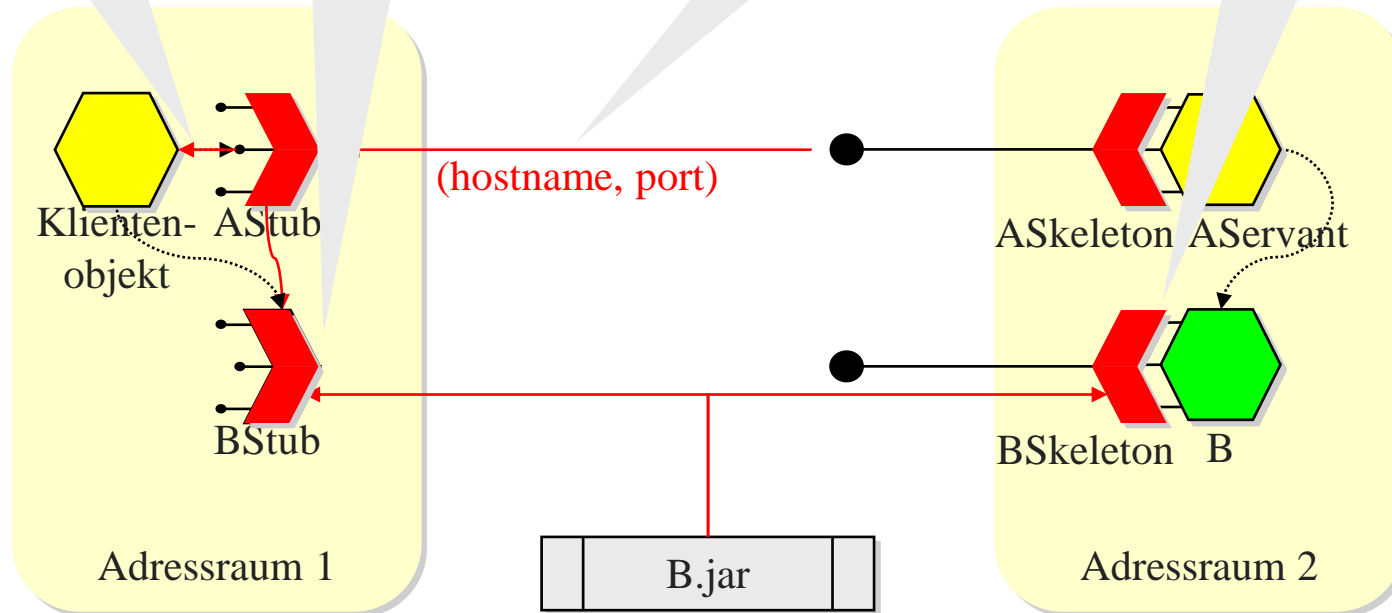 (hostname, port)
Klienten-
objekt
AStub
ASkeleton
AServant
BStub
BSkeleton
B
Adressraum 1
B.jar
Adressraum 2